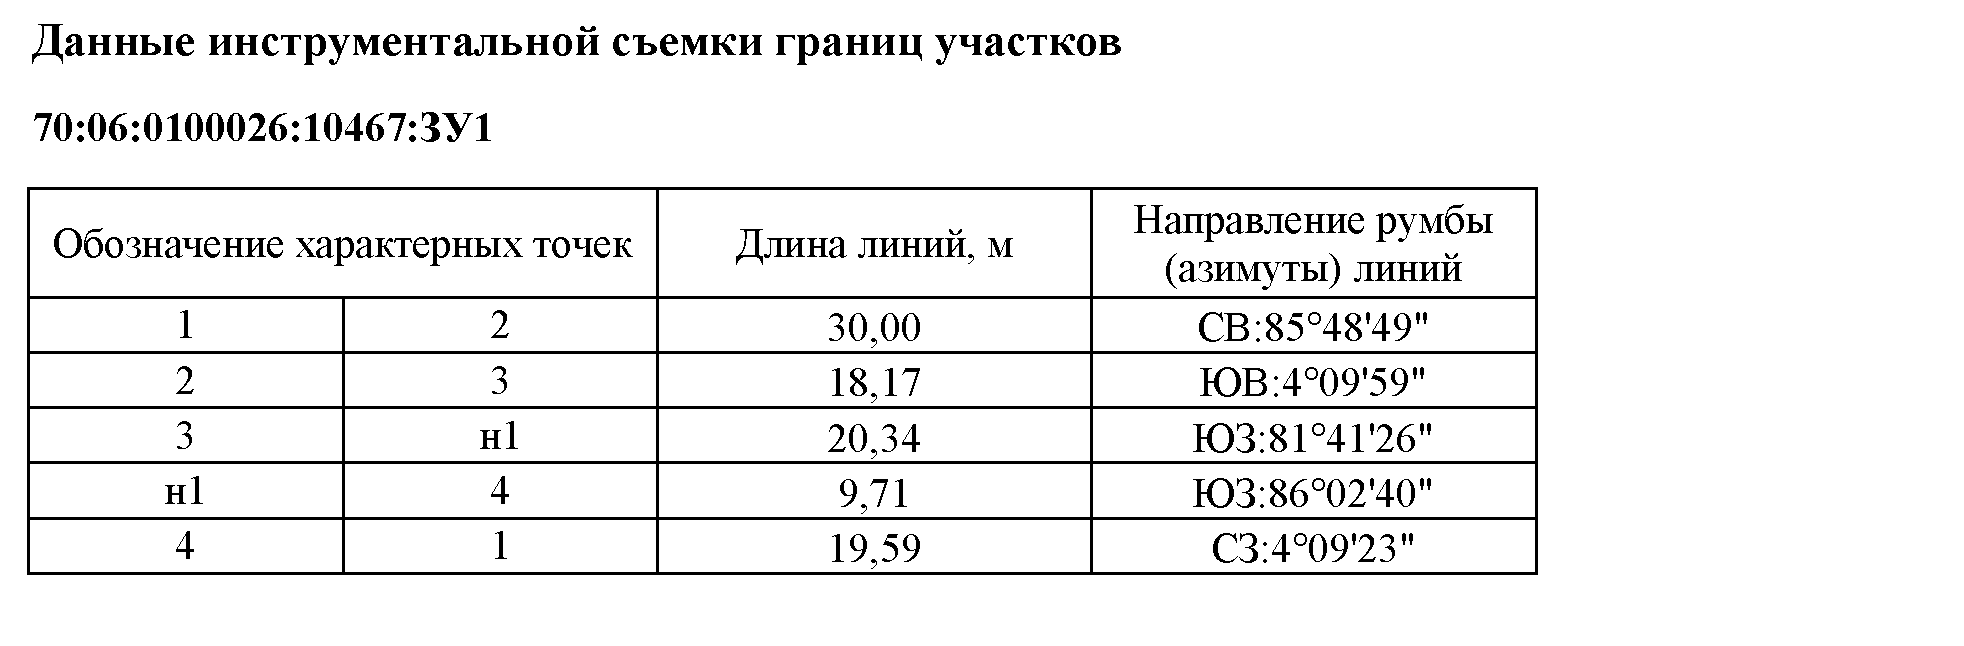 Данные инструментальной съемки границ участков
70:06:0100026:10467:ЗУ1
Обозначение характерных точек Длина линий, м Направление румбы
(азимуты) линий
1 2 30,00 СВ:85°48'49"
2 3 18,17 ЮВ:4°09'59"
3 н1 20,34 ЮЗ:81°41'26"
н1 4 9,71 ЮЗ:86°02'40"
4 1 19,59 СЗ:4°09'23"